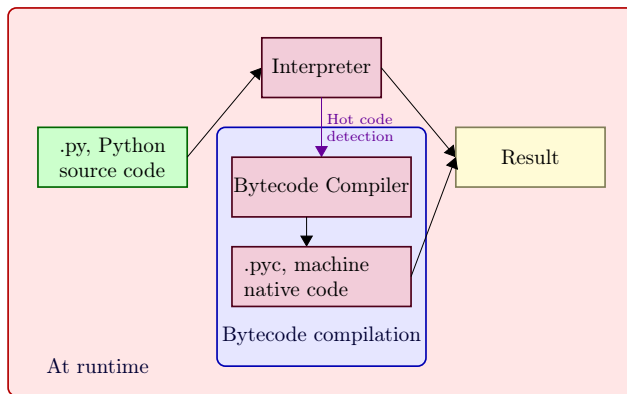 Interpreter
Hot code
detection
.py, Python
source code
Result
Bytecode Compiler
.pyc, machine
native code
Bytecode compilation
At runtime